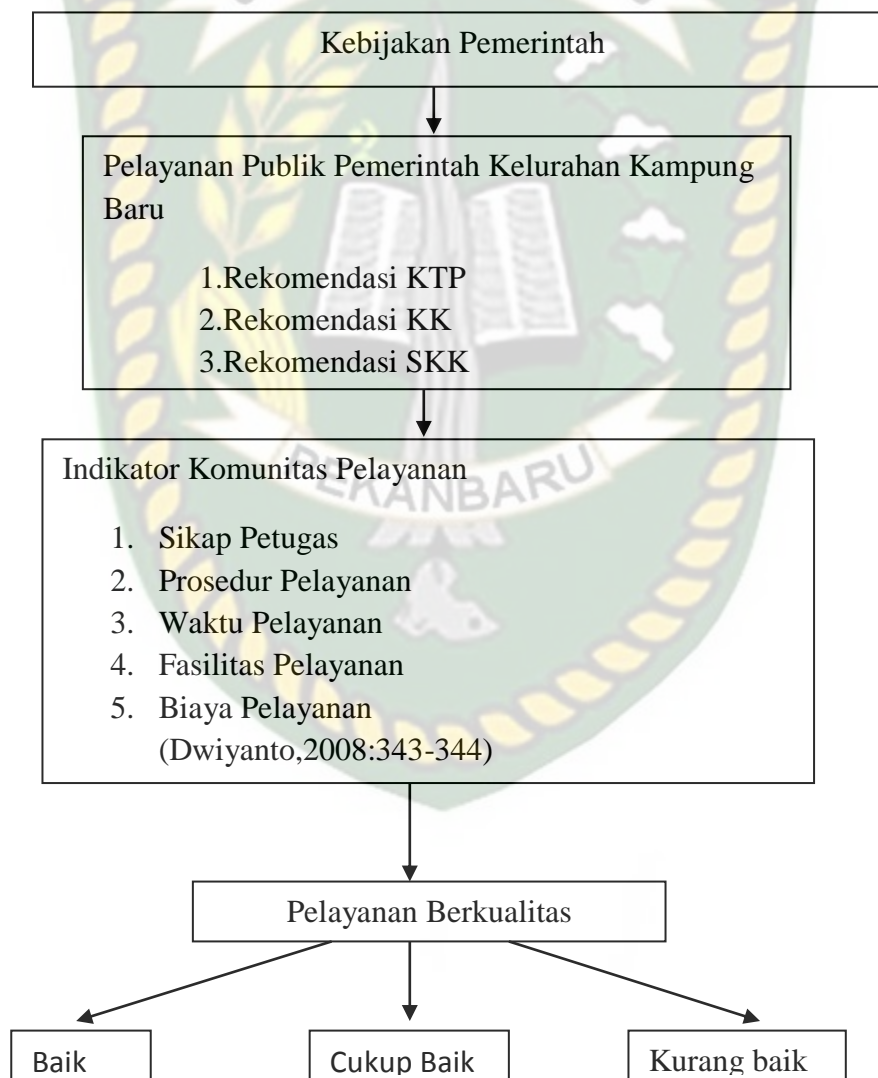 Kebijakan Pemerintah
Pelayanan Publik Pemerintah Kelurahan Kampung
Baru
1.Rekomendasi KTP
2.Rekomendasi KK
3.Rekomendasi SKK
PEKANBARU
Indikator Komunitas Pelayanan
1. Sikap Petugas
2. Prosedur Pelayanan
3. Waktu Pelayanan
4. Fasilitas Pelayanan
5. Biaya Pelayanan
(Dwiyanto,2008:343-344)
Pelayanan Berkualitas
Baik
Cukup Baik
Kurang baik